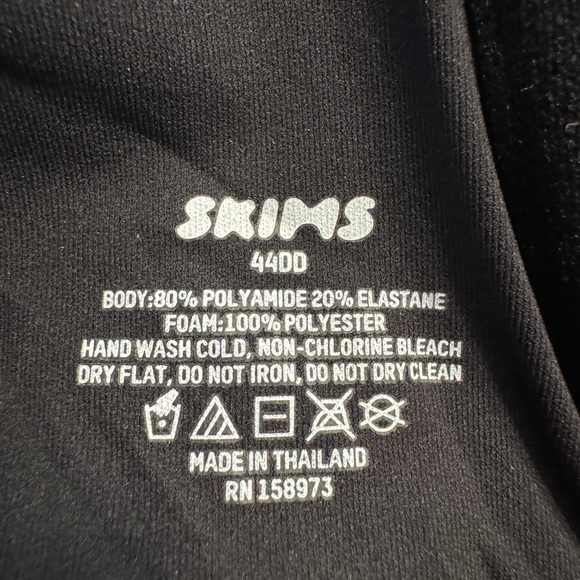 SKIMS
44DD
BODY:80% POLYAMIDE 20% ELASTANE
FOAM:100% POLYESTER
HAND WASH COLD, NON-CHLORINE BLEACH
DRY FLAT, DO NOT IRON, DO NOT DRY CLEAN
MADE IN THAILAND
RN 158973